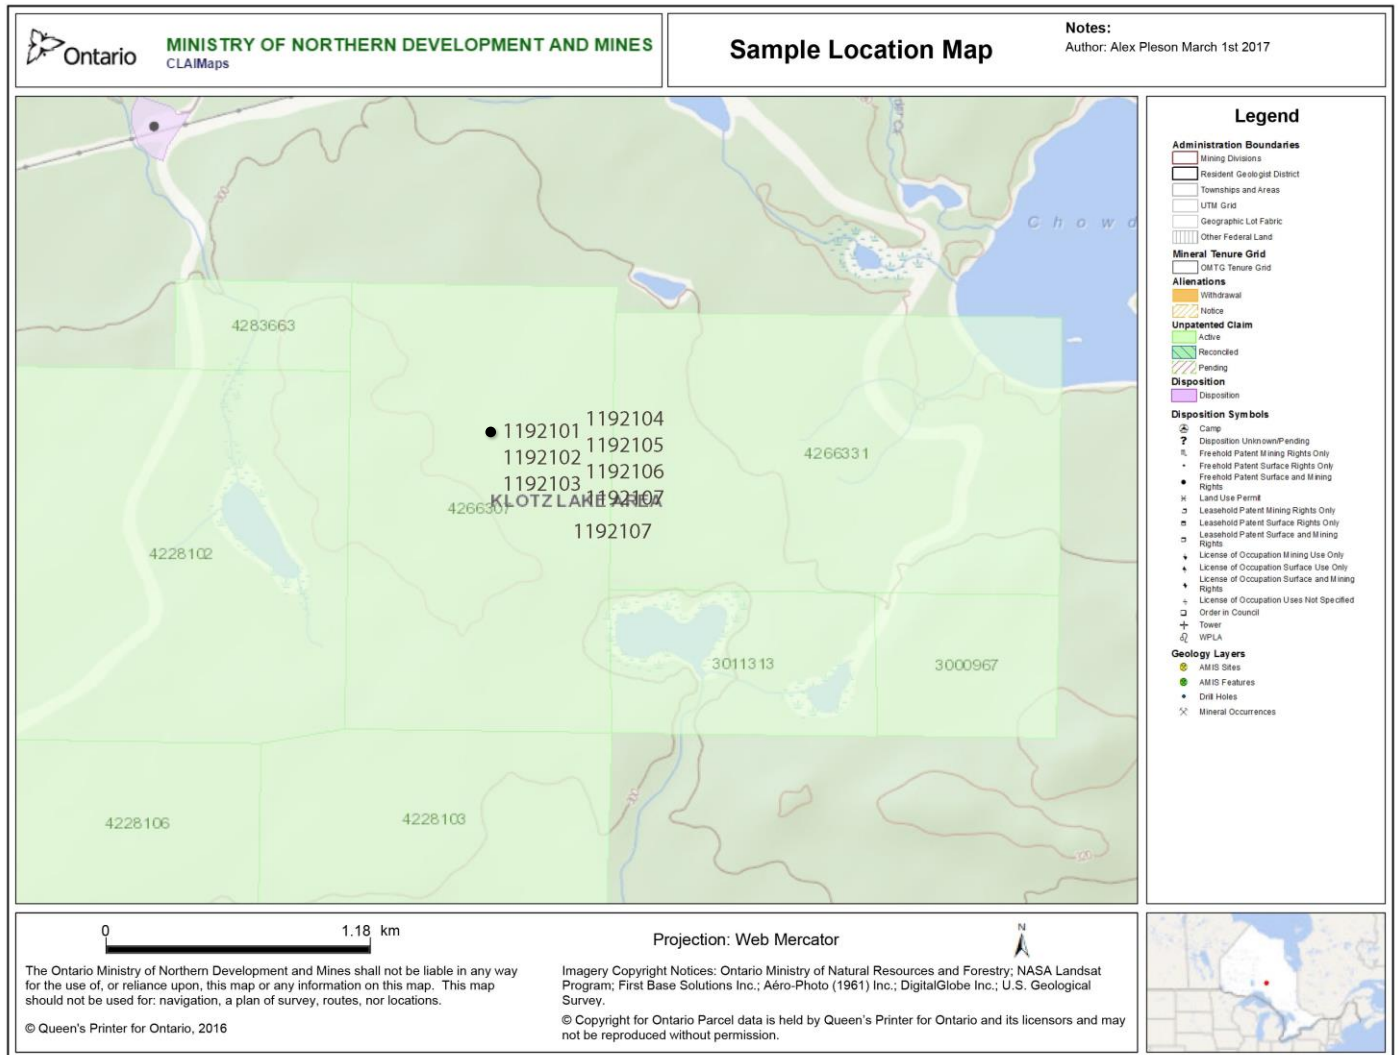 Ontario
MINISTRY OF NORTHERN DEVELOPMENT AND MINES
CLAIMaps
Sample Location Map
Notes:
Author: Alex Pleson March 1st 2017
300
Chowd
4283663
1192101
1192102
1192103
1192104
1192105
1192106
1192107
KLOTZ LAKE AREA
4266307
1192107
4266331
4228102
3011313
3000967
4228106
4228103
300
320
Legend
Administration Boundaries
Mining Divisions
Resident Geologist District
Townships and Areas
UTM Grid
Geographic Lot Fabric
Other Federal Land
Mineral Tenure Grid
OMTG Tenure Grid
Alienations
Withdrawal
Notice
Unpatented Claim
Active
Reconciled
Pending
Disposition
Disposition
Disposition Symbols
Camp
? Disposition Unknown/Pending
Freehold Patent Mining Rights Only
Freehold Patent Surface Rights Only
Freehold Patent Surface and Mining
Rights
Land Use Permit
Leasehold Patent Mining Rights Only
Leasehold Patent Surface Rights Only
Leasehold Patent Surface and Mining
Rights
License of Occupation Mining Use Only
License of Occupation Surface Use Only
License of Occupation Surface and Mining
Rights
License of Occupation Uses Not Specified
Order in Council
Tower
WPLA
Geology Layers
AMIS Sites
AMIS Features
Drill Holes
Mineral Occurrences
0 1.18 km
Projection: Web Mercator
N
The Ontario Ministry of Northern Development and Mines shall not be liable in any way
for the use of, or reliance upon, this map or any information on this map. This map
should not be used for: navigation, a plan of survey, routes, nor locations.
© Queen's Printer for Ontario, 2016
Imagery Copyright Notices: Ontario Ministry of Natural Resources and Forestry; NASA Landsat
Program; First Base Solutions Inc.; Aéro-Photo (1961) Inc.; DigitalGlobe Inc.; U.S. Geological
Survey.
© Copyright for Ontario Parcel data is held by Queen's Printer for Ontario and its licensors and may
not be reproduced without permission.